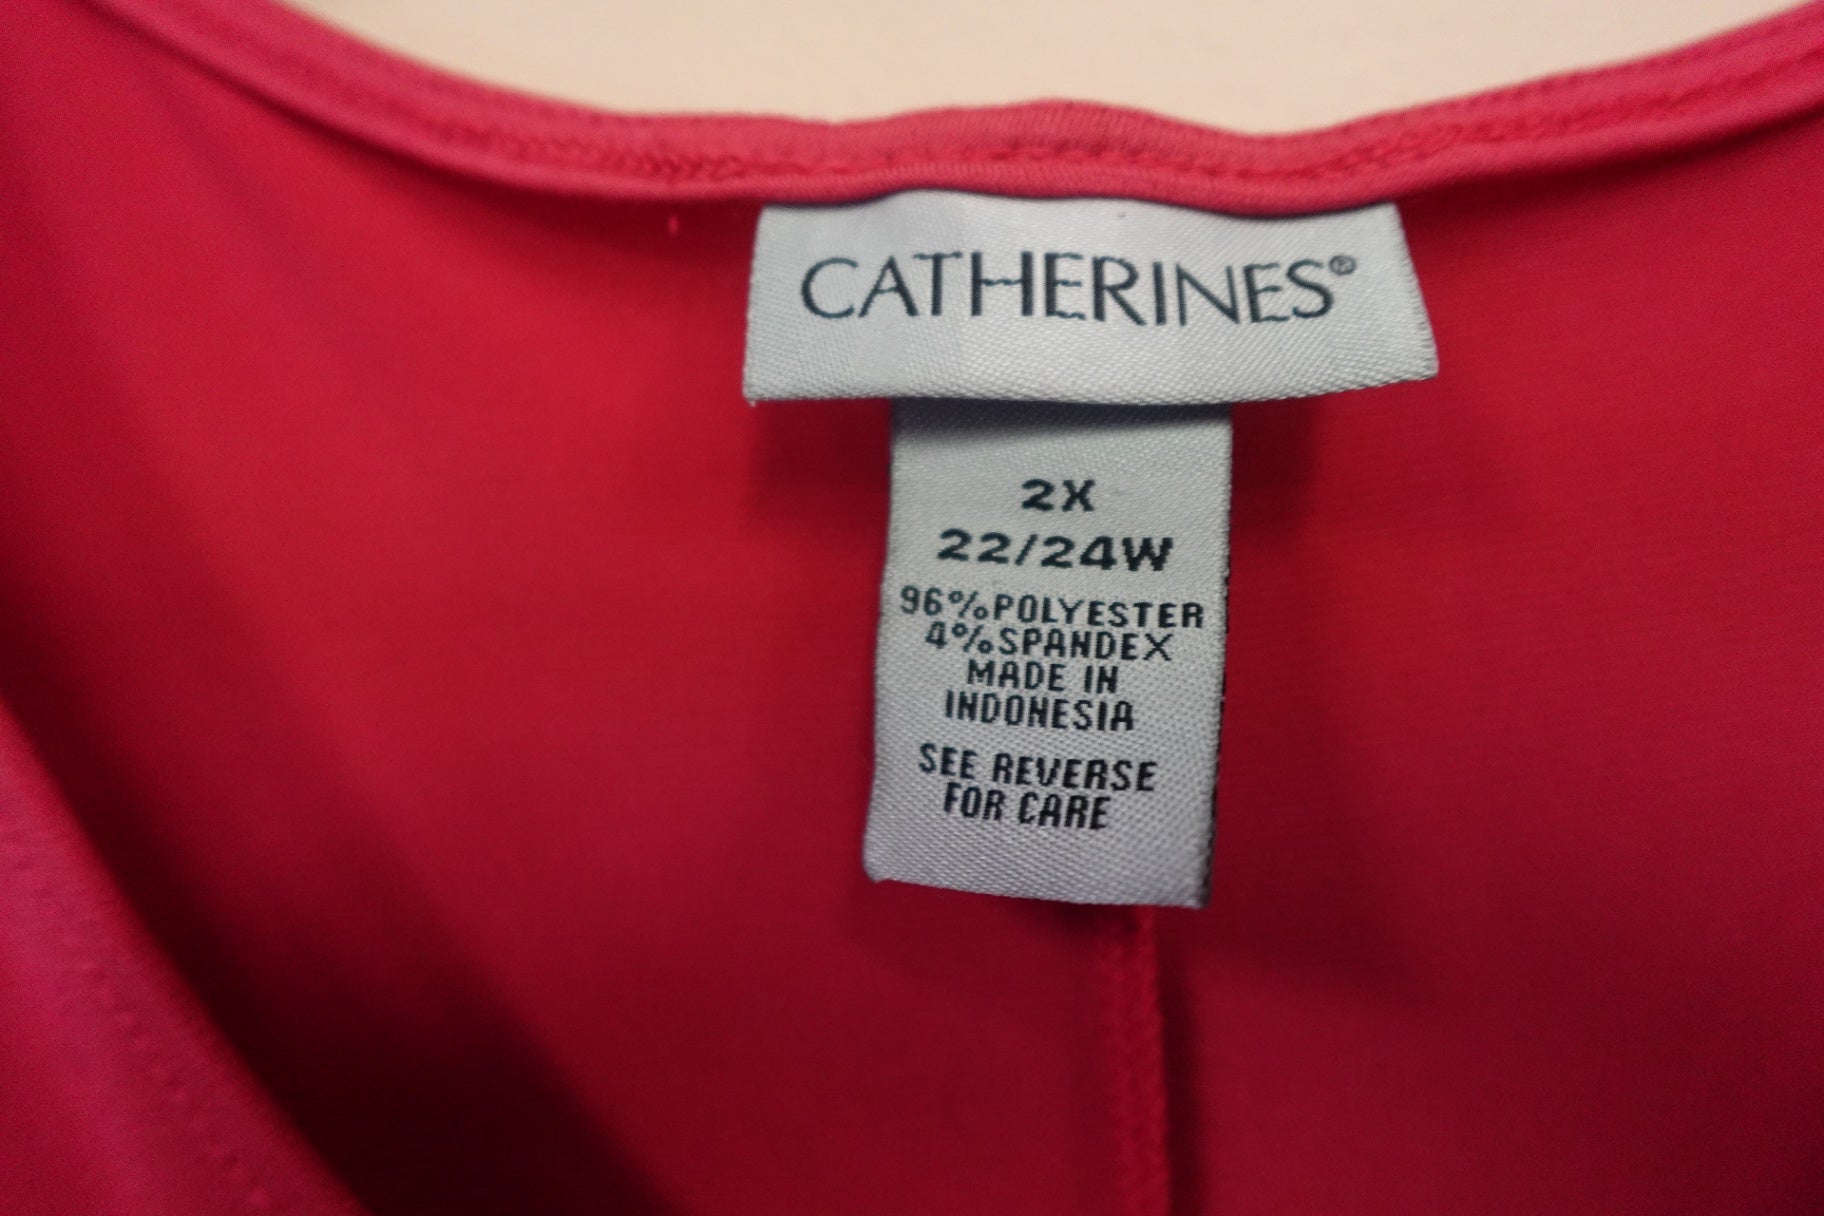 CATHERINES®
2X
22/24W
96%POLYESTER
4%SPANDEX
MADE IN
INDONESIA
SEE REVERSE
FOR CARE